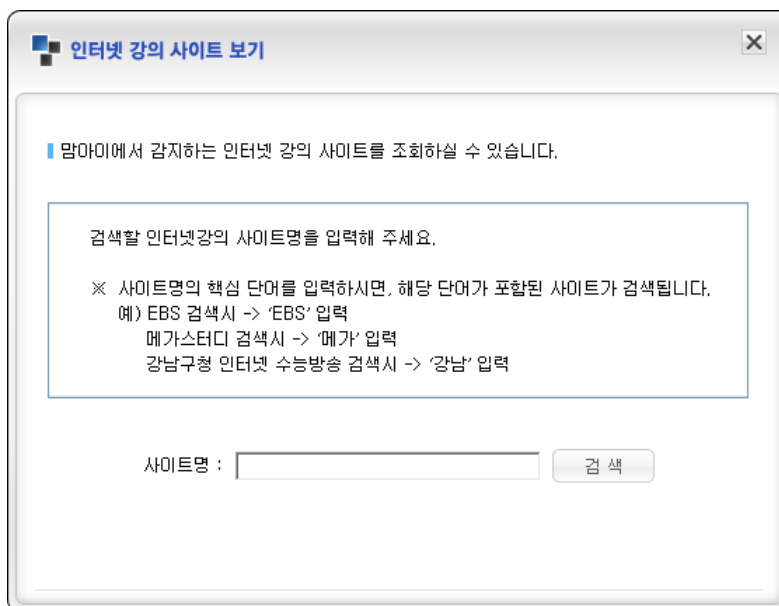 인터넷 강의 사이트 보기
맘아이에서 감지하는 인터넷 강의 사이트를 조회하실 수 있습니다.
검색할 인터넷강의 사이트명을 입력해 주세요.
※ 사이트명의 핵심 단어를 입력하시면, 해당 단어가 포함된 사이트가 검색됩니다.
예) EBS 검색시 -> 'EBS' 입력
메가스터디 검색시 -> '메가' 입력
강남구청 인터넷 수능방송 검색시 -> '강남' 입력
사이트명 : 검 색